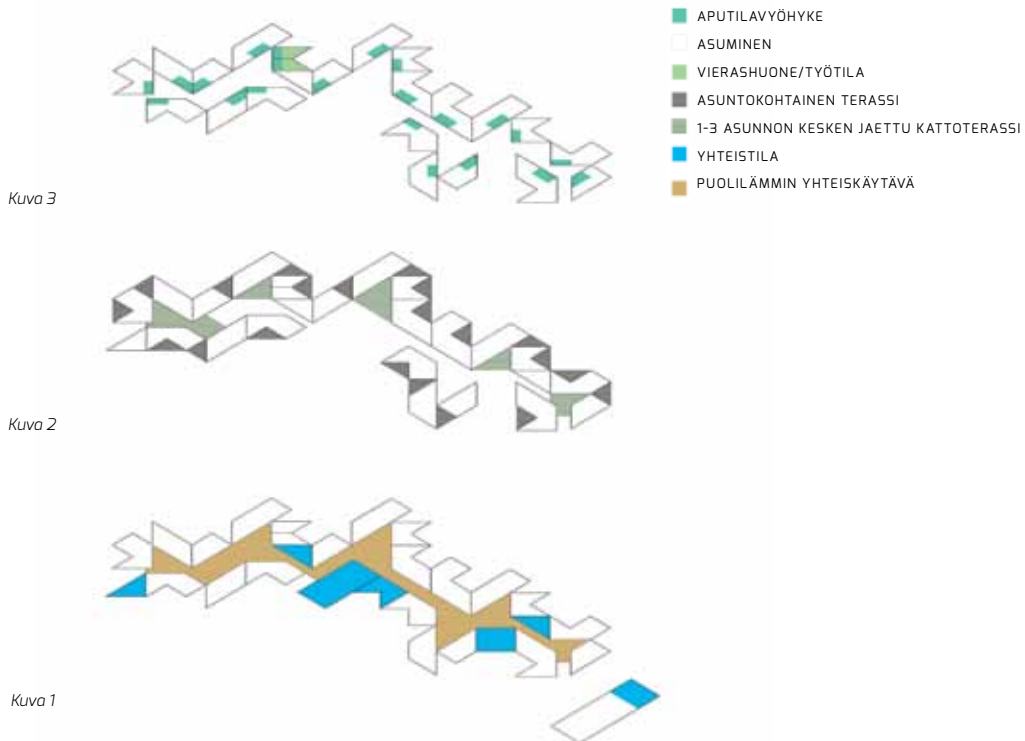 APUTILAVYÖHYKE
ASUMINEN
VIERASHUONE/TYÖTILA
ASUNTOKOHTAINEN TERASSI
1-3 ASUNNON KESKEN JAETTU KATTOTERASSI
YHTEISTILA
PUOLILÄMMIN YHTEISKÄYTÄVÄ
Kuva 3
Kuva 2
Kuva 1